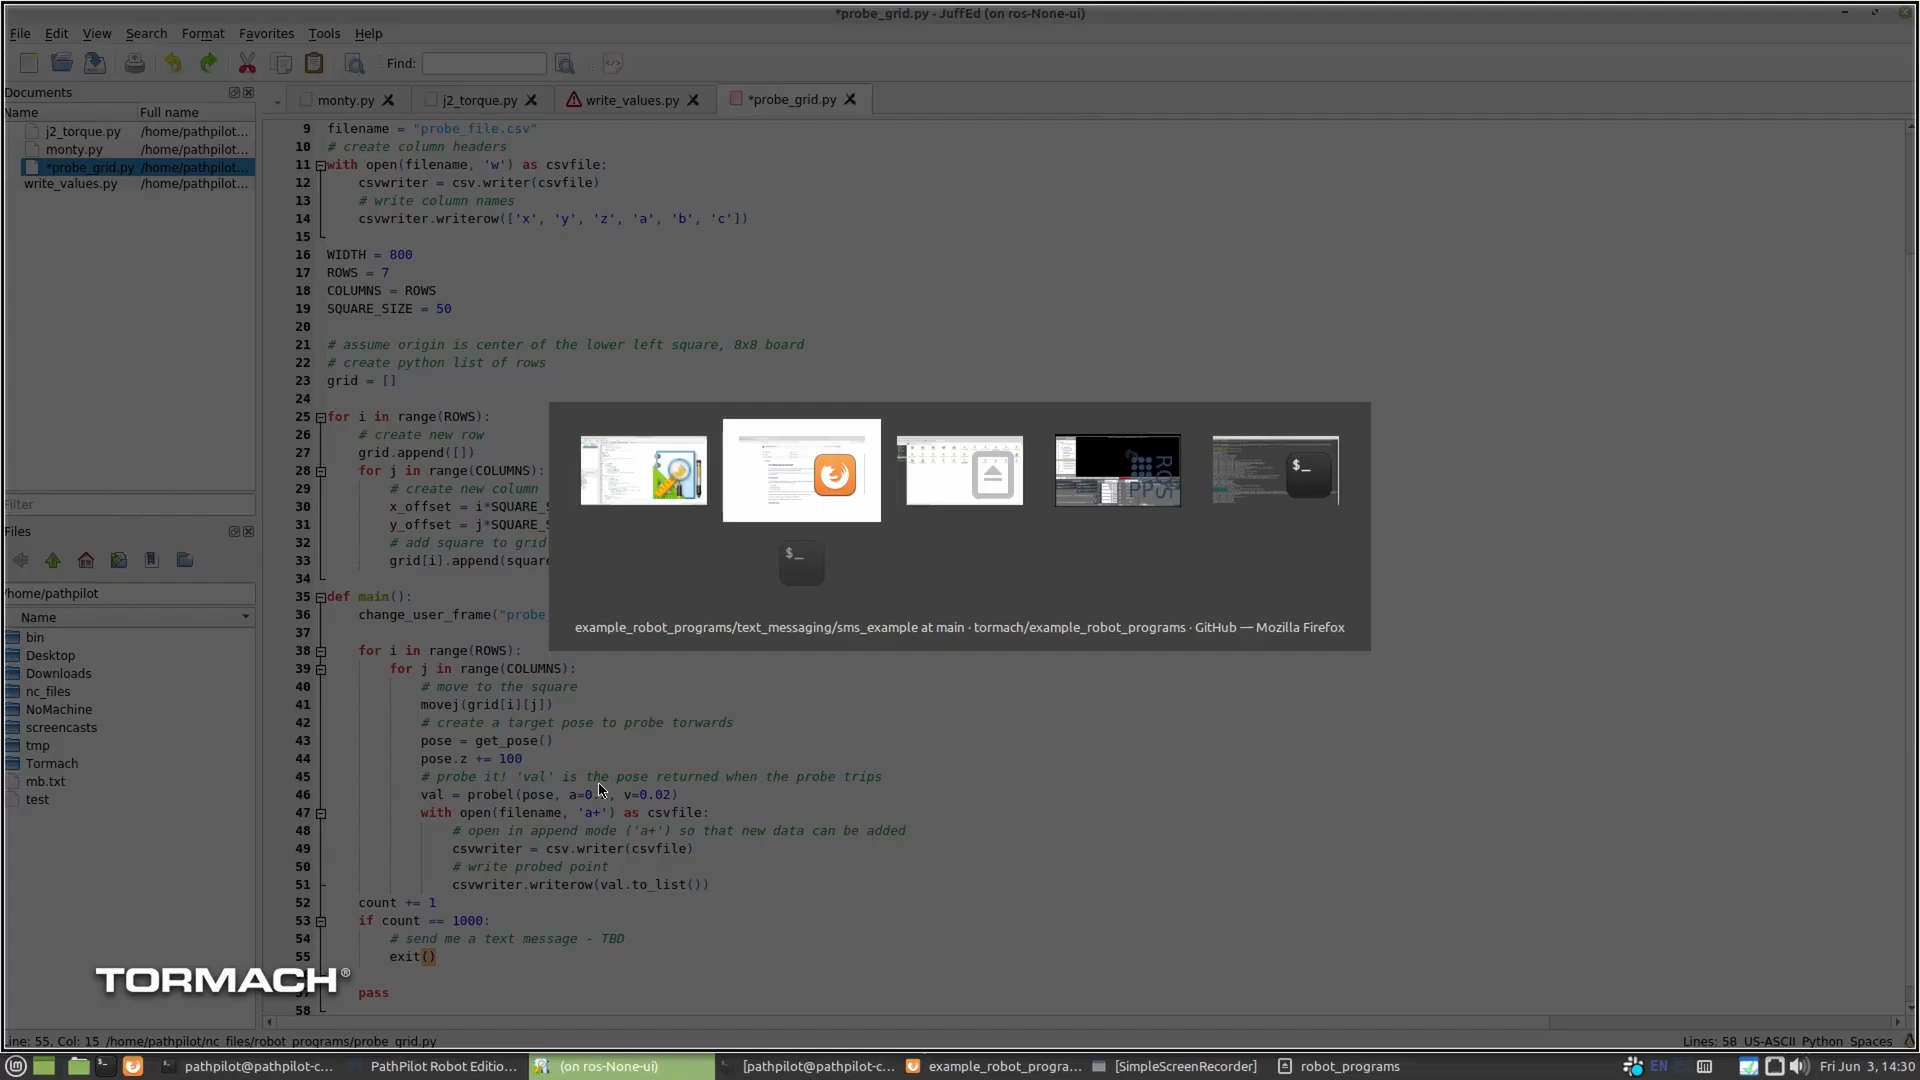 *probe_grid.py - JuffEd (on ros-None-ui)
File Edit View Search Format Favorites Tools Help
Find:
Documents
Name Full name
j2_torque.py /home/pathpilot...
monty.py /home/pathpilot...
*probe_grid.py /home/pathpilot...
write_values.py /home/pathpilot...
Filter
Files
/home/pathpilot
Name
bin
Desktop
Downloads
nc_files
NoMachine
screencasts
tmp
Tormach
mb.txt
test
monty.py j2_torque.py write_values.py *probe_grid.py
9 filename = "probe_file.csv"
10 # create column headers
11 with open(filename, 'w') as csvfile:
12 csvwriter = csv.writer(csvfile)
13 # write column names
14 csvwriter.writerow(['x', 'y', 'z', 'a', 'b', 'c'])
15
16 WIDTH = 800
17 ROWS = 7
18 COLUMNS = ROWS
19 SQUARE_SIZE = 50
20
21 # assume origin is center of the lower left square, 8x8 board
22 # create python list of rows
23 grid = []
24
25 for i in range(ROWS):
26 # create new row
27 grid.append([])
28 for j in range(COLUMNS):
29 # create new column
30 x_offset = i*SQUARE_S
31 y_offset = j*SQUARE_S
32 # add square to grid
33 grid[i].append(square
34
35 def main():
36 change_user_frame("probe_
37
38 for i in range(ROWS):
39 for j in range(COLUMNS):
40 # move to the square
41 movej(grid[i][j])
42 # create a target pose to probe torwards
43 pose = get_pose()
44 pose.z += 100
45 # probe it! 'val' is the pose returned when the probe trips
46 val = probel(pose, a=0. , v=0.02)
47 with open(filename, 'a+') as csvfile:
48 # open in append mode ('a+') so that new data can be added
49 csvwriter = csv.writer(csvfile)
50 # write probed point
51 csvwriter.writerow(val.to_list())
52 count += 1
53 if count == 1000:
54 # send me a text message - TBD
55 exit()
pass
58
$_
$_
example_robot_programs/text_messaging/sms_example at main · tormach/example_robot_programs · GitHub — Mozilla Firefox
TORMACH®
Line: 55, Col: 15 /home/pathpilot/nc_files/robot_programs/probe_grid.py
Lines: 58 US-ASCII Python Spaces
pathpilot@pathpilot-c... PathPilot Robot Editio... (on ros-None-ui) [pathpilot@pathpilot-c... example_robot_progra... [SimpleScreenRecorder] robot_programs
EN Fri Jun 3, 14:30